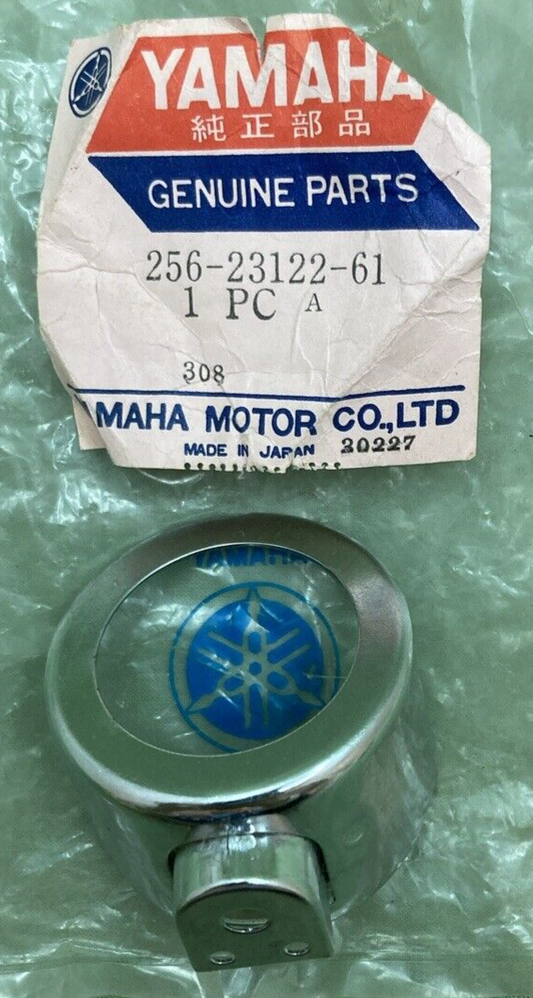 YAMAHA
純正部品
GENUINE PARTS
256-23122-61
1 PC A
308
AMAHA MOTOR CO.,LTD
MADE IN JAPAN 30227
YAMAHA